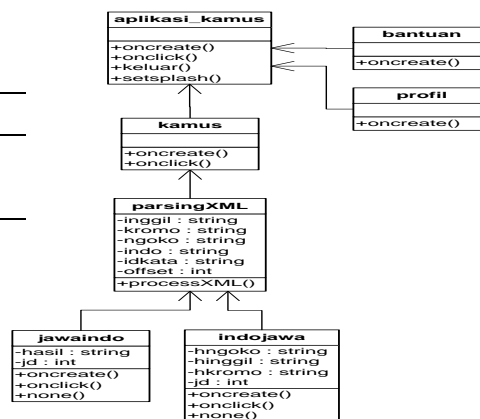 aplikasi_kamus
+oncreate()
+onclick()
+keluar()
+setsplash()
bantuan
+oncreate()
profil
+oncreate()
kamus
+oncreate()
+onclick()
parsingXML
-inggil : string
-kromo : string
-ngoko : string
-indo : string
-idkata : string
-offset : int
+processXML()
jawaindo
-hasil : string
-jd : int
+oncreate()
+onclick()
+none()
indojawa
-hngoko : string
-hinggil : string
-hkromo : string
-jd : int
+oncreate()
+onclick()
+none()